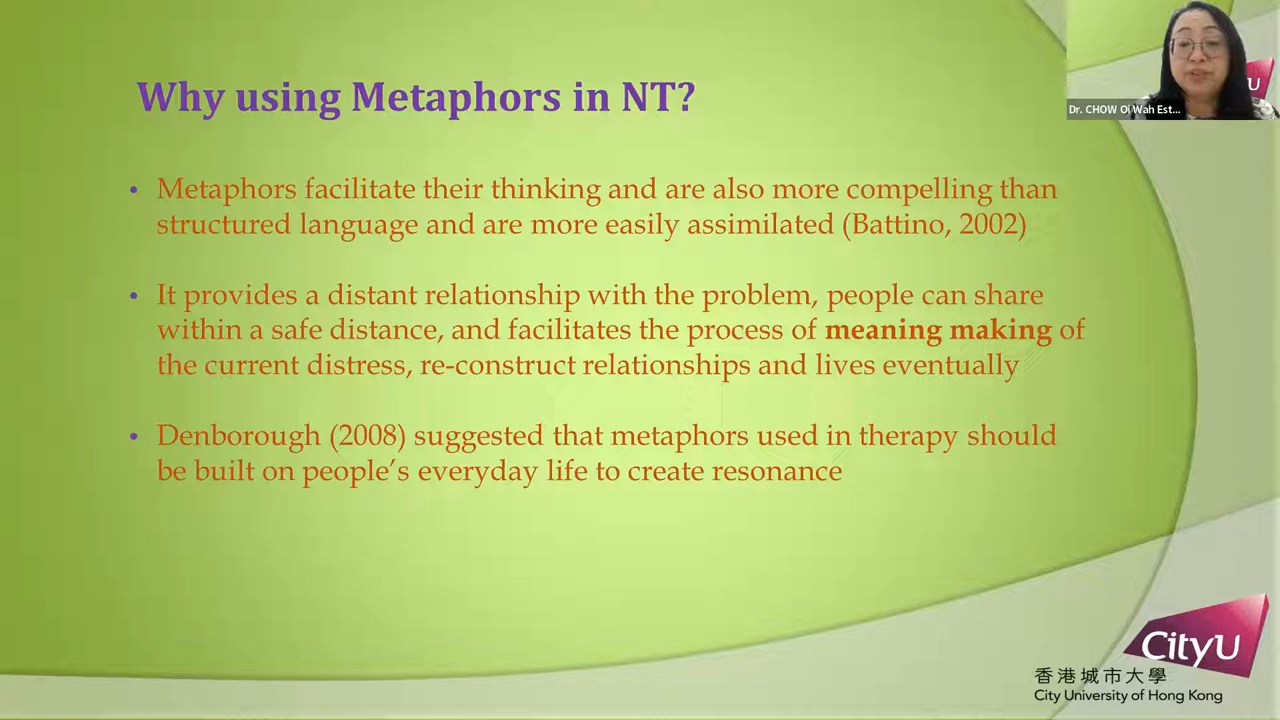 Why using Metaphors in NT?
Dr. CHOW Oi Wah Est...
• Metaphors facilitate their thinking and are also more compelling than
structured language and are more easily assimilated (Battino, 2002)
• It provides a distant relationship with the problem, people can share
within a safe distance, and facilitates the process of meaning making of
the current distress, re-construct relationships and lives eventually
• Denborough (2008) suggested that metaphors used in therapy should
be built on people’s everyday life to create resonance
CityU
香港城市大學
City University of Hong Kong